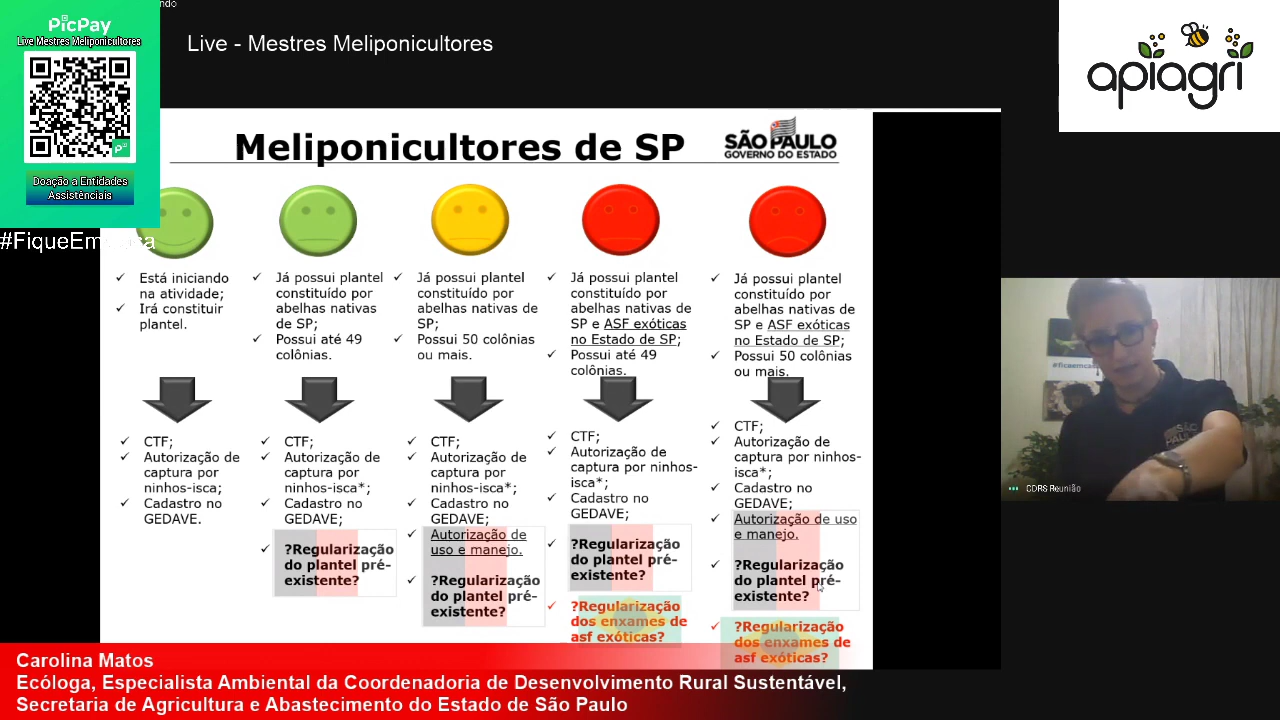 ndo
PicPay
Live Mestres Meliponicultores
Doação a Entidades
Assistênciais
#FiqueEm
sa
Live - Mestres Meliponicultores
apiagri
Meliponicultores de SP
SÃO PAULO
GOVERNO DO ESTADO
✓ Está iniciando
na atividade;
✓ Irá constituir
plantel.
✓ CTF;
✓ Autorização de
captura por
ninhos-isca;
✓ Cadastro no
GEDAVE.
✓ Já possui plantel
constituído por
abelhas nativas
de SP;
✓ Possui até 49
colônias.
✓ CTF;
✓ Autorização de
captura por
ninhos-isca*;
✓ Cadastro no
GEDAVE;
✓ ?Regularização
do plantel pré-
existente?
✓ Já possui plantel
constituído por
abelhas nativas de
SP;
✓ Possui 50 colônias
ou mais.
✓ CTF;
✓ Autorização de
captura por
ninhos-isca*;
✓ Cadastro no
GEDAVE;
✓ Autorização de
uso e manejo.
✓ ?Regularização
do plantel pré-
existente?
✓ Já possui plantel
constituído por
abelhas nativas de
SP e ASF exóticas
no Estado de SP;
✓ Possui até 49
colônias.
✓ CTF;
✓ Autorização de
captura por ninhos-
isca*;
✓ Cadastro no
GEDAVE;
✓ ?Regularização
do plantel pré-
existente?
✓ ?Regularização
dos enxames de
asf exóticas?
✓ Já possui plantel
constituído por
abelhas nativas de
SP e ASF exóticas
no Estado de SP;
✓ Possui 50 colônias
ou mais.
✓ CTF;
✓ Autorização de
captura por ninhos-
isca*;
✓ Cadastro no
GEDAVE;
✓ Autorização de uso
e manejo.
✓ ?Regularização
do plantel pré-
existente?
✓ ?Regularização
dos enxames de
asf exóticas?
CDRS Reunião
Carolina Matos
Ecóloga, Especialista Ambiental da Coordenadoria de Desenvolvimento Rural Sustentável,
Secretaria de Agricultura e Abastecimento do Estado de São Paulo